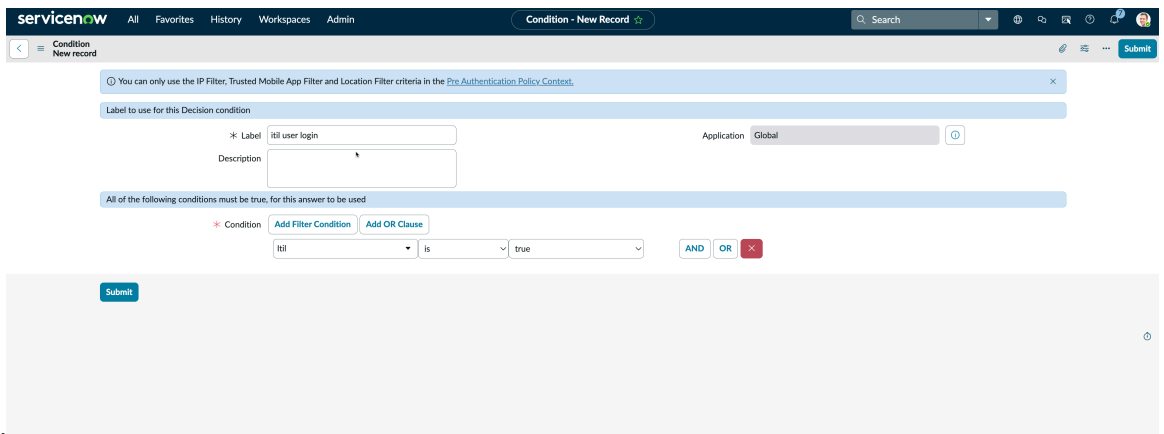 servicenow All Favorites History Workspaces Admin Condition - New Record Search 7
Condition
New record Submit
You can only use the IP Filter, Trusted Mobile App Filter and Location Filter criteria in the Pre Authentication Policy Context.
Label to use for this Decision condition
Label itil user login Application Global
Description
All of the following conditions must be true, for this answer to be used
Condition Add Filter Condition Add OR Clause
Itil is true AND OR
Submit